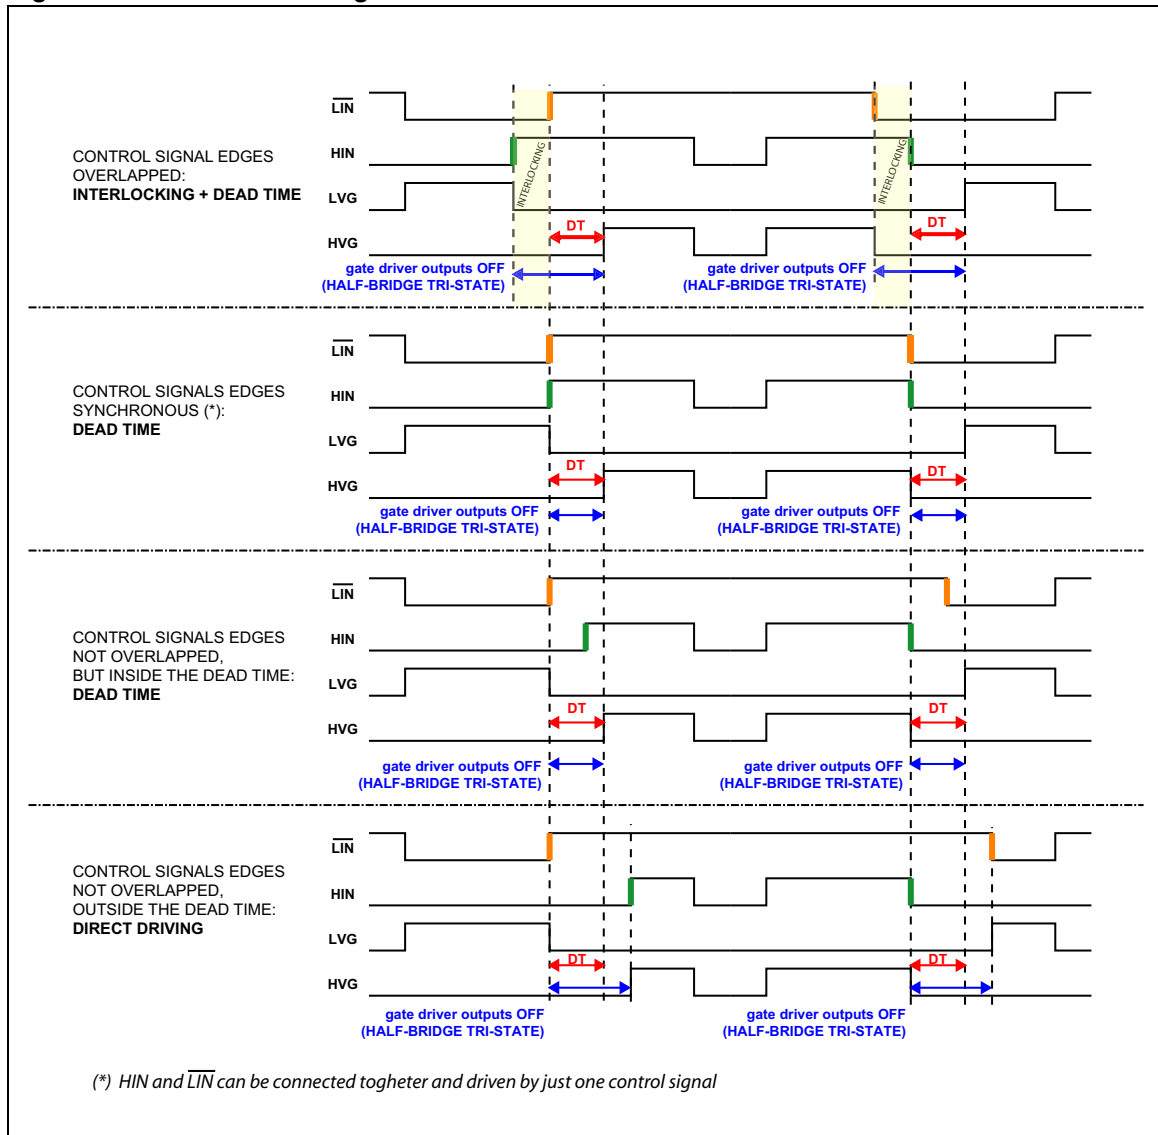 LIN
HIN
LVG
HVG
CONTROL SIGNAL EDGES
OVERLAPPED:
INTERLOCKING + DEAD TIME
INTERLOCKING
INTERLOCKING
DT
DT
gate driver outputs OFF
(HALF-BRIDGE TRI-STATE)
gate driver outputs OFF
(HALF-BRIDGE TRI-STATE)
LIN
HIN
LVG
HVG
CONTROL SIGNALS EDGES
SYNCHRONOUS (*):
DEAD TIME
DT
DT
gate driver outputs OFF
(HALF-BRIDGE TRI-STATE)
gate driver outputs OFF
(HALF-BRIDGE TRI-STATE)
LIN
HIN
LVG
HVG
CONTROL SIGNALS EDGES
NOT OVERLAPPED,
BUT INSIDE THE DEAD TIME:
DEAD TIME
DT
DT
gate driver outputs OFF
(HALF-BRIDGE TRI-STATE)
gate driver outputs OFF
(HALF-BRIDGE TRI-STATE)
LIN
HIN
LVG
HVG
CONTROL SIGNALS EDGES
NOT OVERLAPPED,
OUTSIDE THE DEAD TIME:
DIRECT DRIVING
DT
DT
gate driver outputs OFF
(HALF-BRIDGE TRI-STATE)
gate driver outputs OFF
(HALF-BRIDGE TRI-STATE)
(*) HIN and LIN can be connected togheter and driven by just one control signal